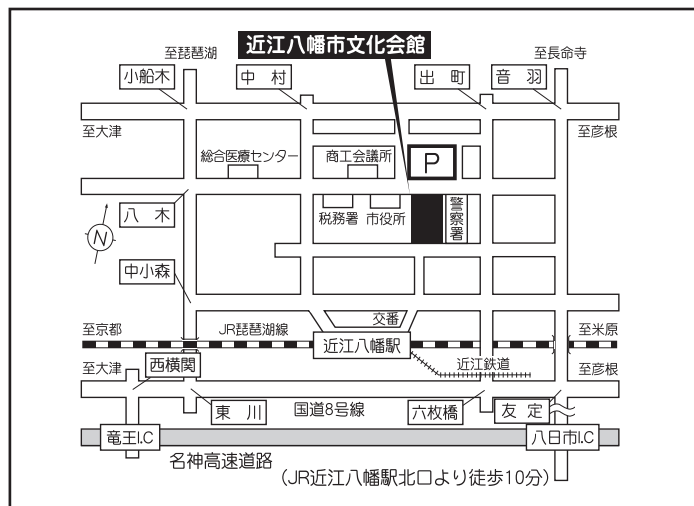 近江八幡市文化会館
至琵琶湖
至長命寺
小船木
中村
出町
音羽
至大津
至彦根
総合医療センター
商工会議所
P
八木
税務署
市役所
警察署
N
中小森
交番
至京都
JR琵琶湖線
近江八幡駅
至米原
至大津
西横関
近江鉄道
至彦根
東川
国道8号線
六枚橋
友定
竜王I.C
八日市I.C
名神高速道路
(JR近江八幡駅北口より徒歩10分)